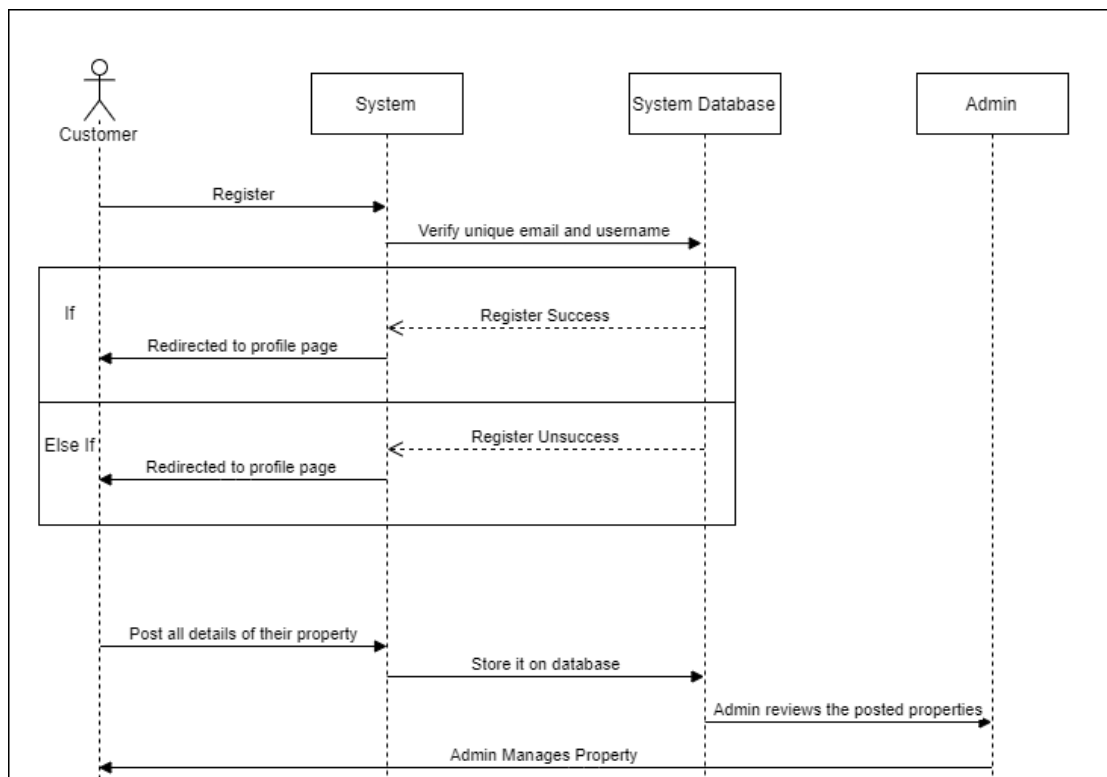 Customer
System
System Database
Admin
Register
Verify unique email and username
If
Register Success
Redirected to profile page
Else If
Register Unsuccess
Redirected to profile page
Post all details of their property
Store it on database
Admin reviews the posted properties
Admin Manages Property